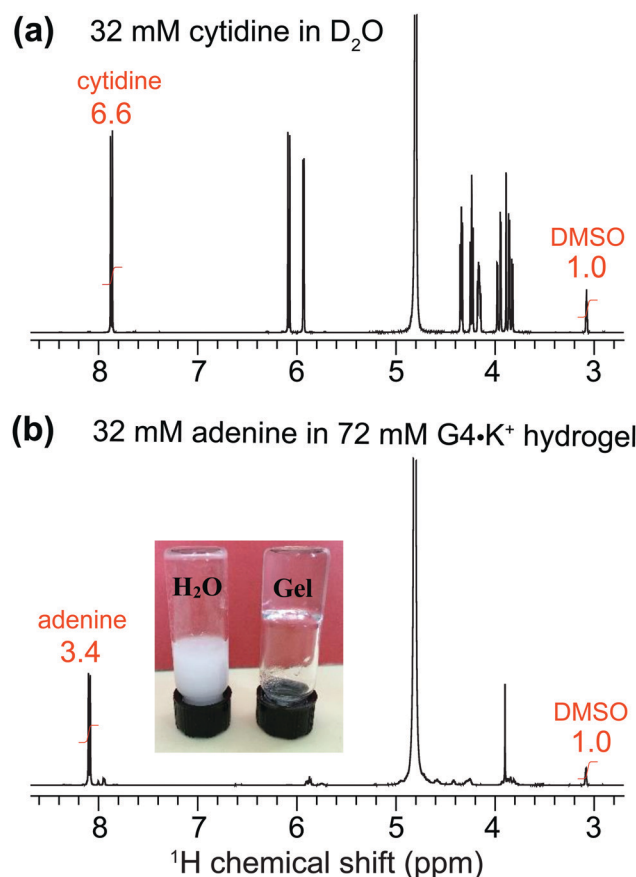 (a) 32 mM cytidine in D₂O
cytidine
6.6
DMSO
1.0
8 7 6 5 4 3
(b) 32 mM adenine in 72 mM G4•K⁺ hydrogel
H₂O Gel
adenine
3.4
DMSO
1.0
8 7 6 5 4 3
¹H chemical shift (ppm)